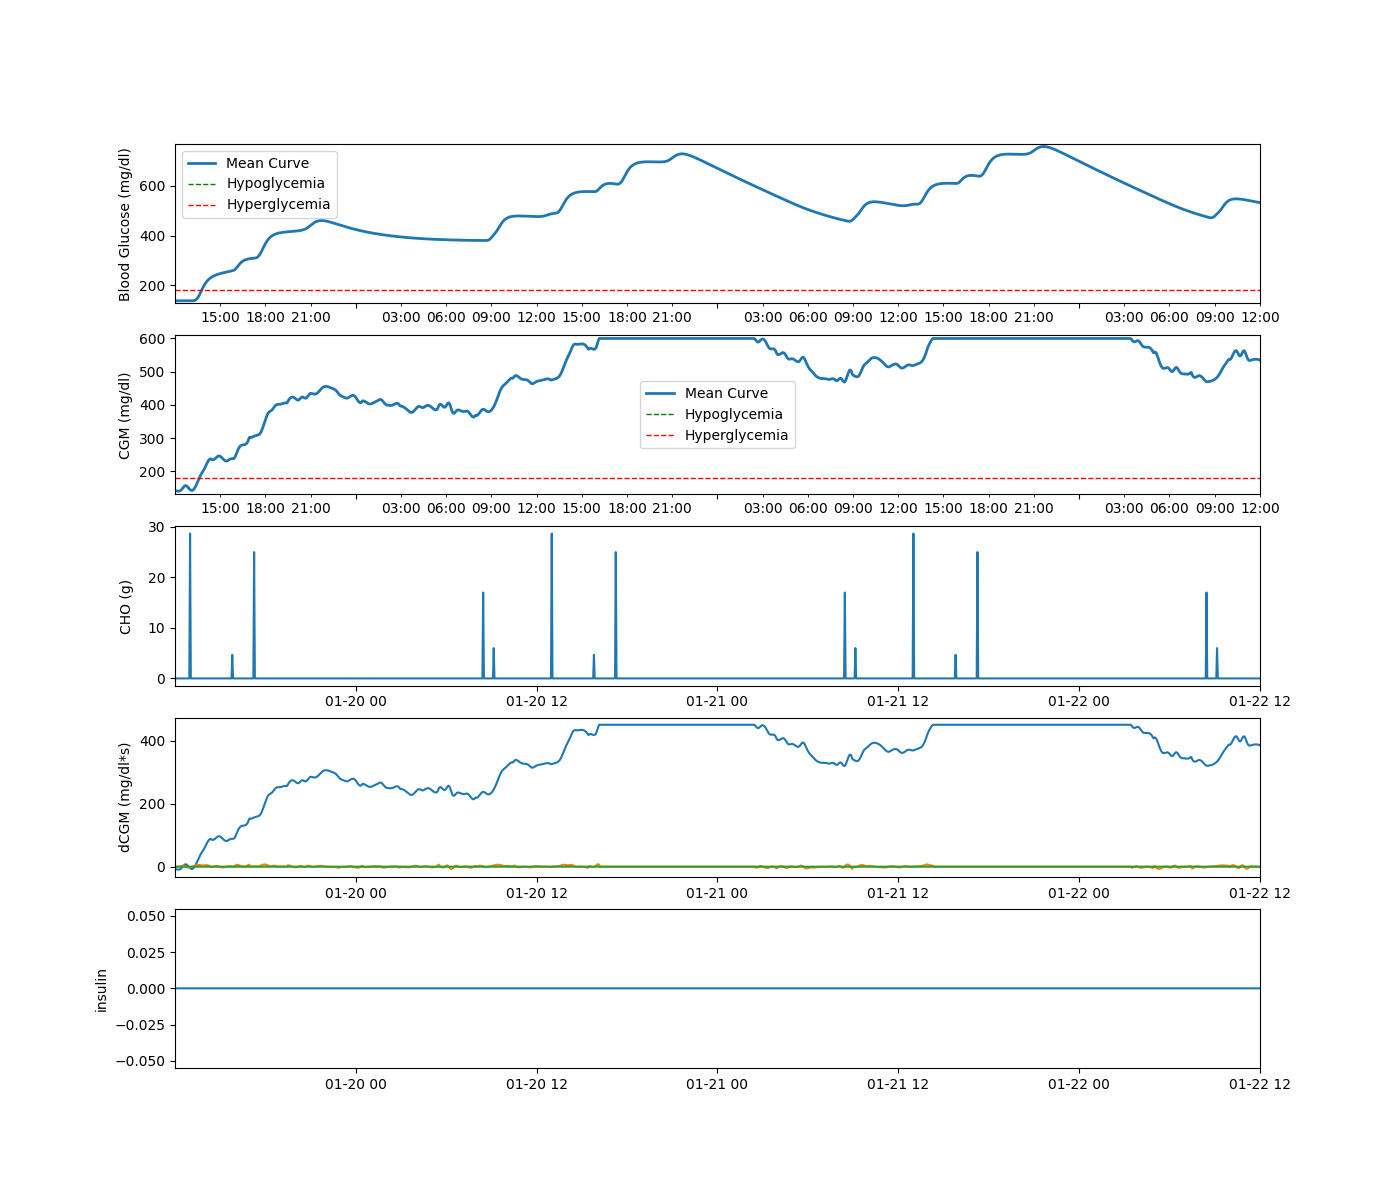 Blood Glucose (mg/dl)
600
400
200
Mean Curve
Hypoglycemia
Hyperglycemia
15:00 18:00 21:00 03:00 06:00 09:00 12:00 15:00 18:00 21:00 03:00 06:00 09:00 12:00 15:00 18:00 21:00 03:00 06:00 09:00 12:00
CGM (mg/dl)
600
500
400
300
200
Mean Curve
Hypoglycemia
Hyperglycemia
15:00 18:00 21:00 03:00 06:00 09:00 12:00 15:00 18:00 21:00 03:00 06:00 09:00 12:00 15:00 18:00 21:00 03:00 06:00 09:00 12:00
CHO (g)
30
20
10
0
01-20 00 01-20 12 01-21 00 01-21 12 01-22 00 01-22 12
dCGM (mg/dl*s)
400
200
0
01-20 00 01-20 12 01-21 00 01-21 12 01-22 00 01-22 12
insulin
0.050
0.025
0.000
−0.025
−0.050
01-20 00 01-20 12 01-21 00 01-21 12 01-22 00 01-22 12